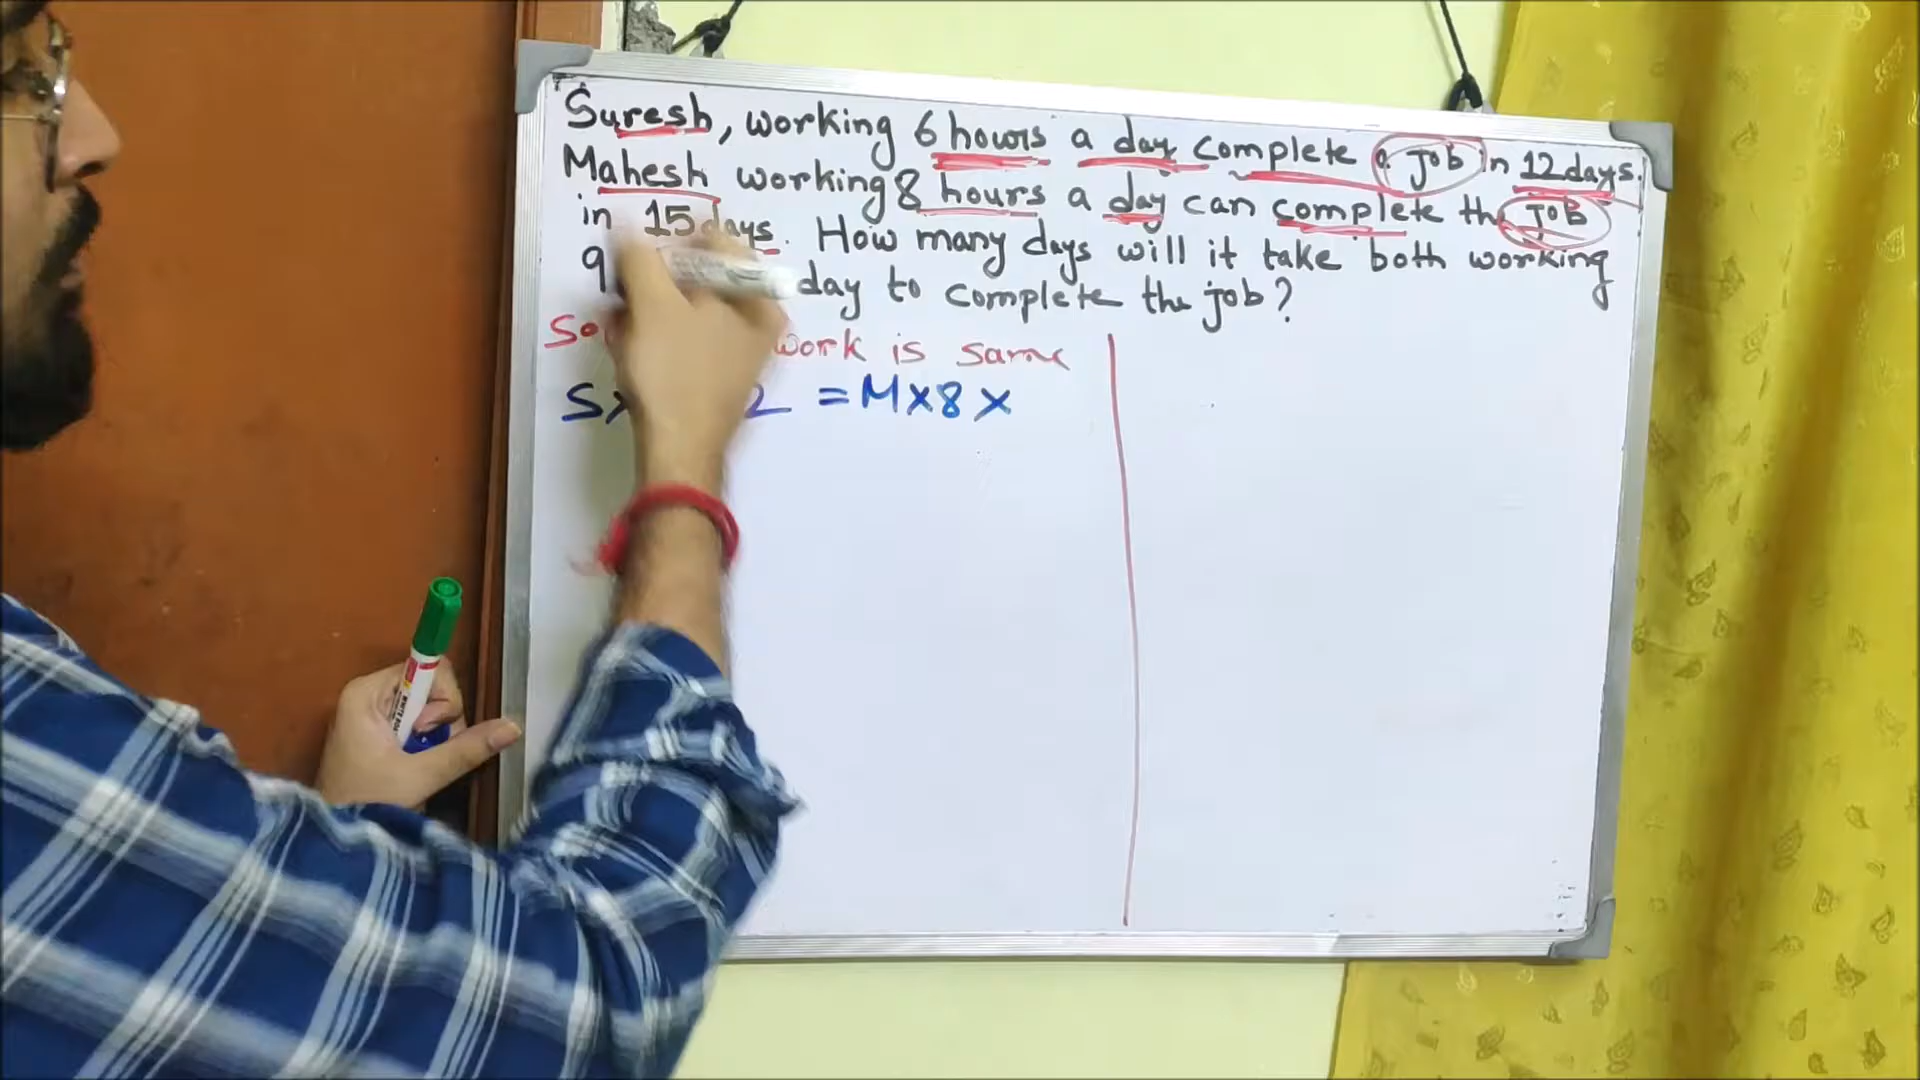 Suresh, working 6 hours a day complete a job in 12 days.
Mahesh working 8 hours a day can complete the job
in 15 days. How many days will it take both working
9 day to complete the job?
work is same
S× = M×8×